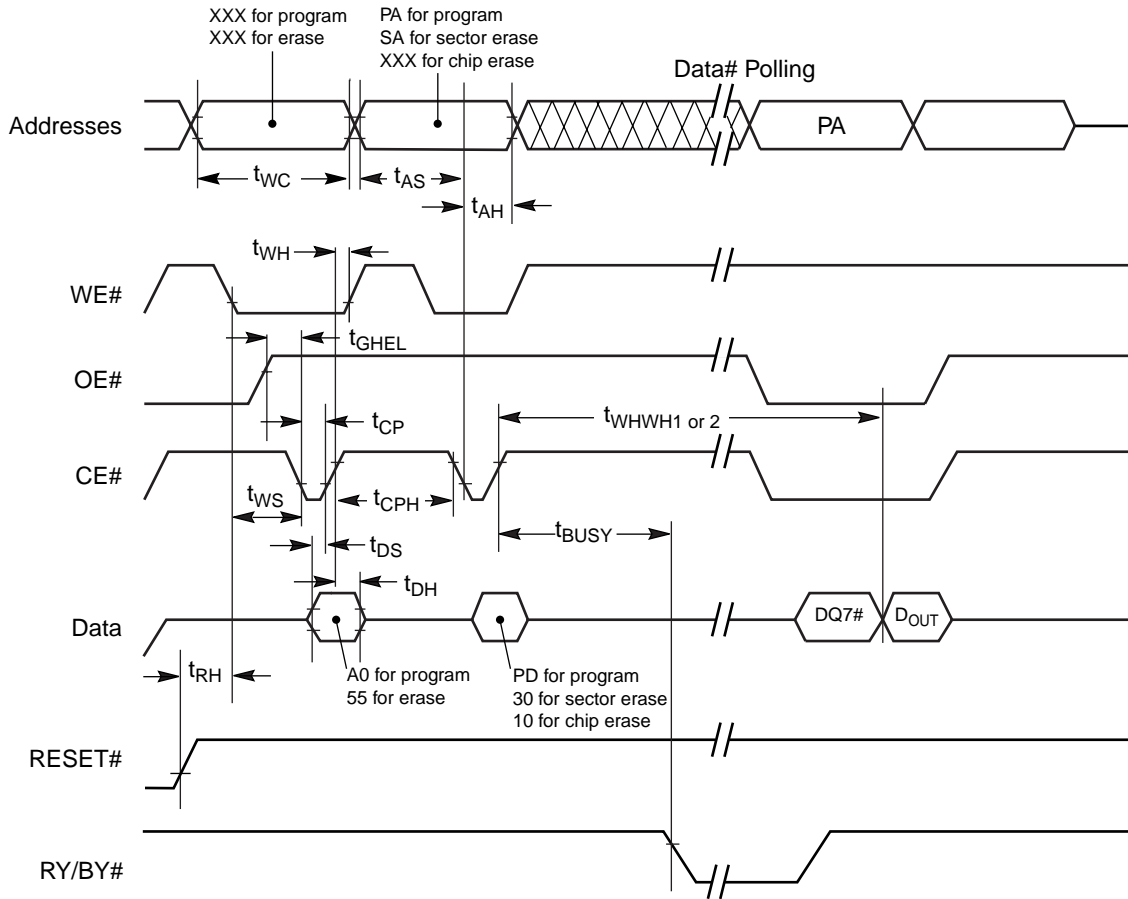 XXX for program
XXX for erase
PA for program
SA for sector erase
XXX for chip erase
Data# Polling
Addresses
PA
tWC
tAS
tAH
tWH
WE#
tGHEL
OE#
tWHWH1 or 2
tCP
CE#
tWS
tCPH
tBUSY
tDS
tDH
Data
DQ7#
DOUT
tRH
A0 for program
55 for erase
PD for program
30 for sector erase
10 for chip erase
RESET#
RY/BY#